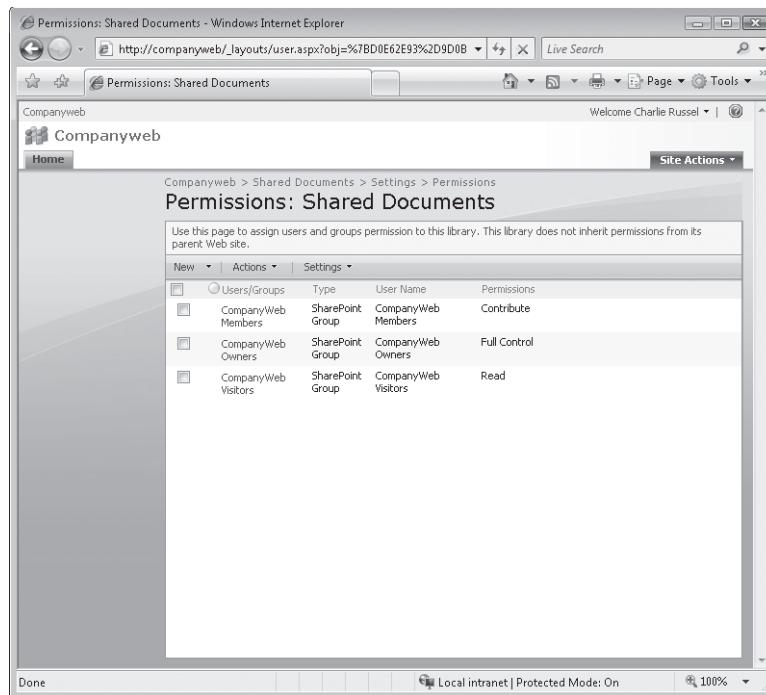 Permissions: Shared Documents - Windows Internet Explorer
http://companyweb/_layouts/user.aspx?obj=%7BD0E62E93%2D9D0B
Live Search
Permissions: Shared Documents
Page
Tools
Companyweb
Welcome Charlie Russel
Companyweb
Home
Site Actions
Companyweb > Shared Documents > Settings > Permissions
Permissions: Shared Documents
Use this page to assign users and groups permission to this library. This library does not inherit permissions from its
parent Web site.
New
Actions
Settings
Users/Groups Type User Name Permissions
CompanyWeb Members SharePoint Group CompanyWeb Members Contribute
CompanyWeb Owners SharePoint Group CompanyWeb Owners Full Control
CompanyWeb Visitors SharePoint Group CompanyWeb Visitors Read
Done
Local intranet | Protected Mode: On
100%